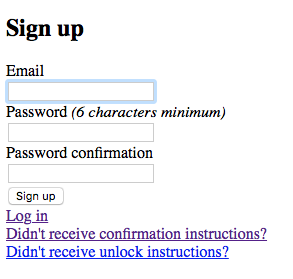 Sign up
Email
Password (6 characters minimum)
Password confirmation
Sign up
Log in
Didn't receive confirmation instructions?
Didn't receive unlock instructions?